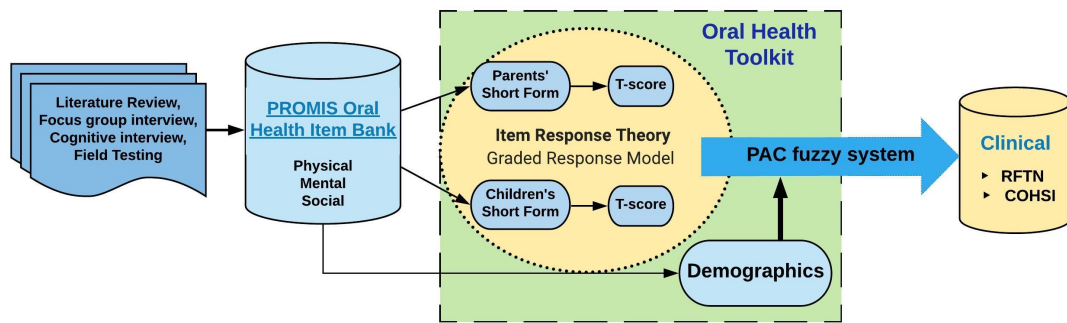 Literature Review,
Focus group interview,
Cognitive interview,
Field Testing
PROMIS Oral
Health Item Bank
Physical
Mental
Social
Oral Health
Toolkit
Parents'
Short Form
T-score
Item Response Theory
Graded Response Model
Children's
Short Form
T-score
PAC fuzzy system
Demographics
Clinical
RFTN
COHSI